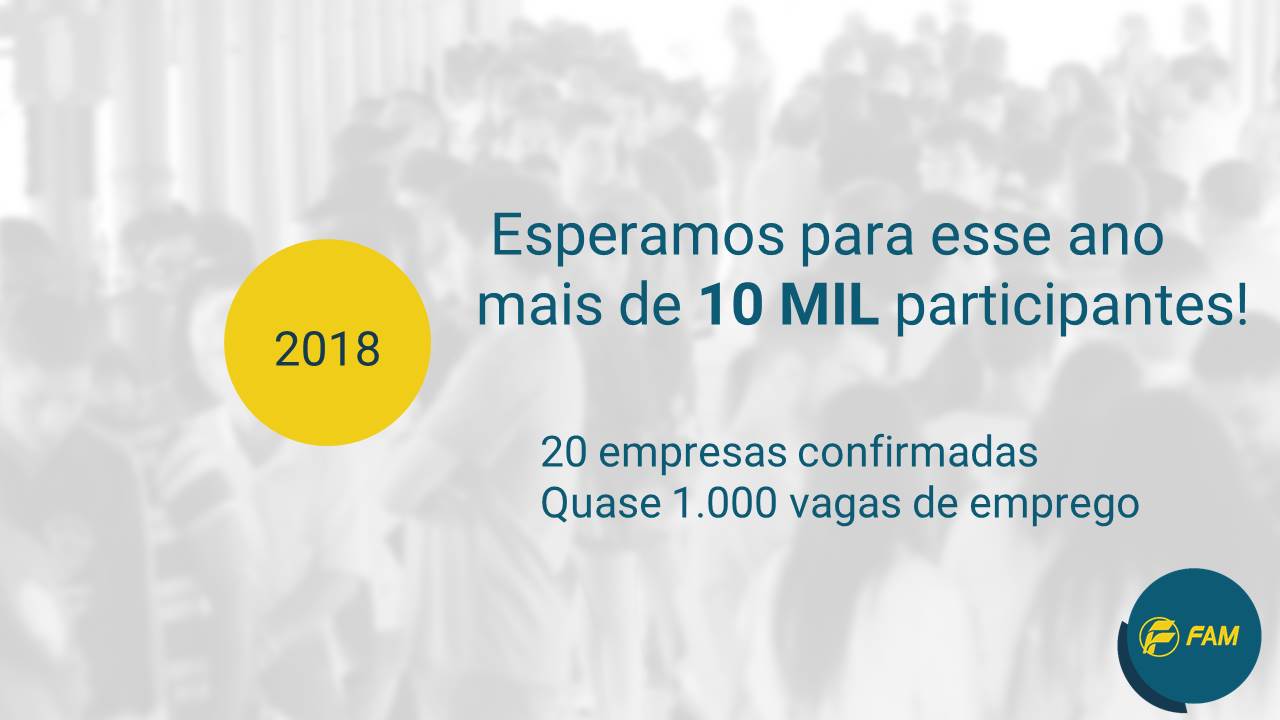 2018
Esperamos para esse ano
mais de 10 MIL participantes!
20 empresas confirmadas
Quase 1.000 vagas de emprego
FAM